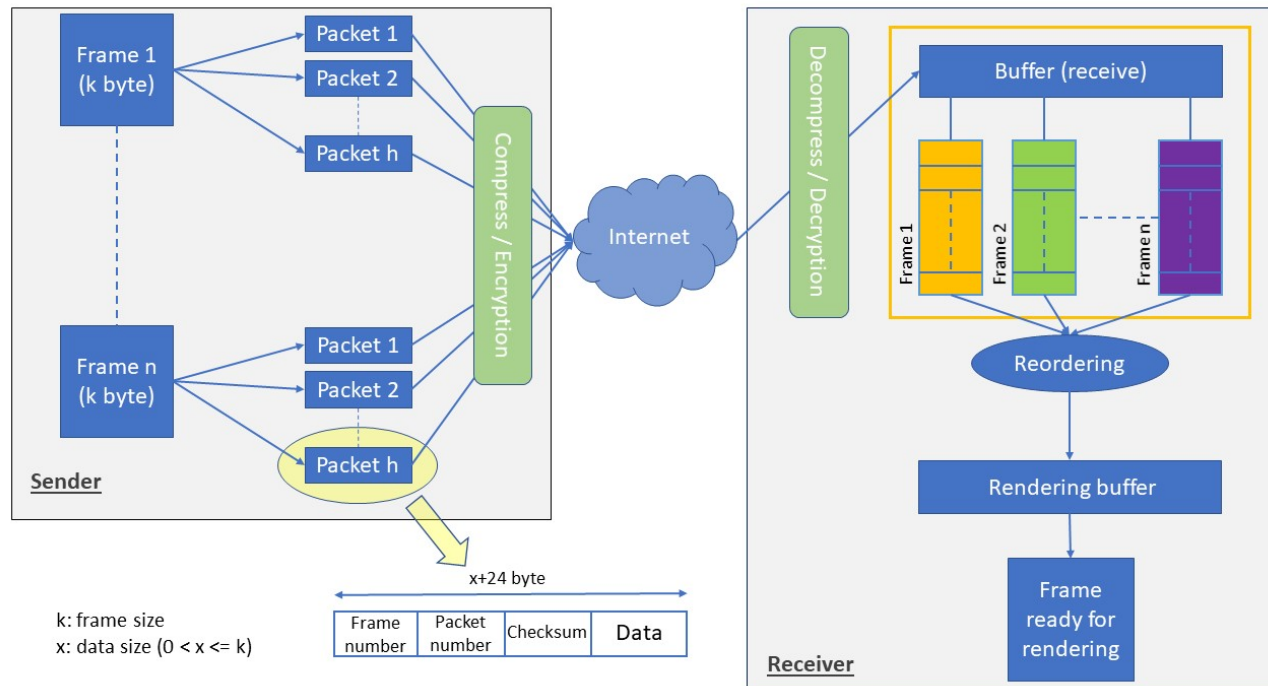 Frame 1
(k byte)
Packet 1
Packet 2
Packet h
Frame n
(k byte)
Packet 1
Packet 2
Packet h
Compress / Encryption
Sender
Internet
Decompress / Decryption
Buffer (receive)
Frame 1
Frame 2
Frame n
Reordering
Rendering buffer
Frame
ready for
rendering
Receiver
x+24 byte
Frame
number
Packet
number
Checksum
Data
k: frame size
x: data size (0 < x <= k)